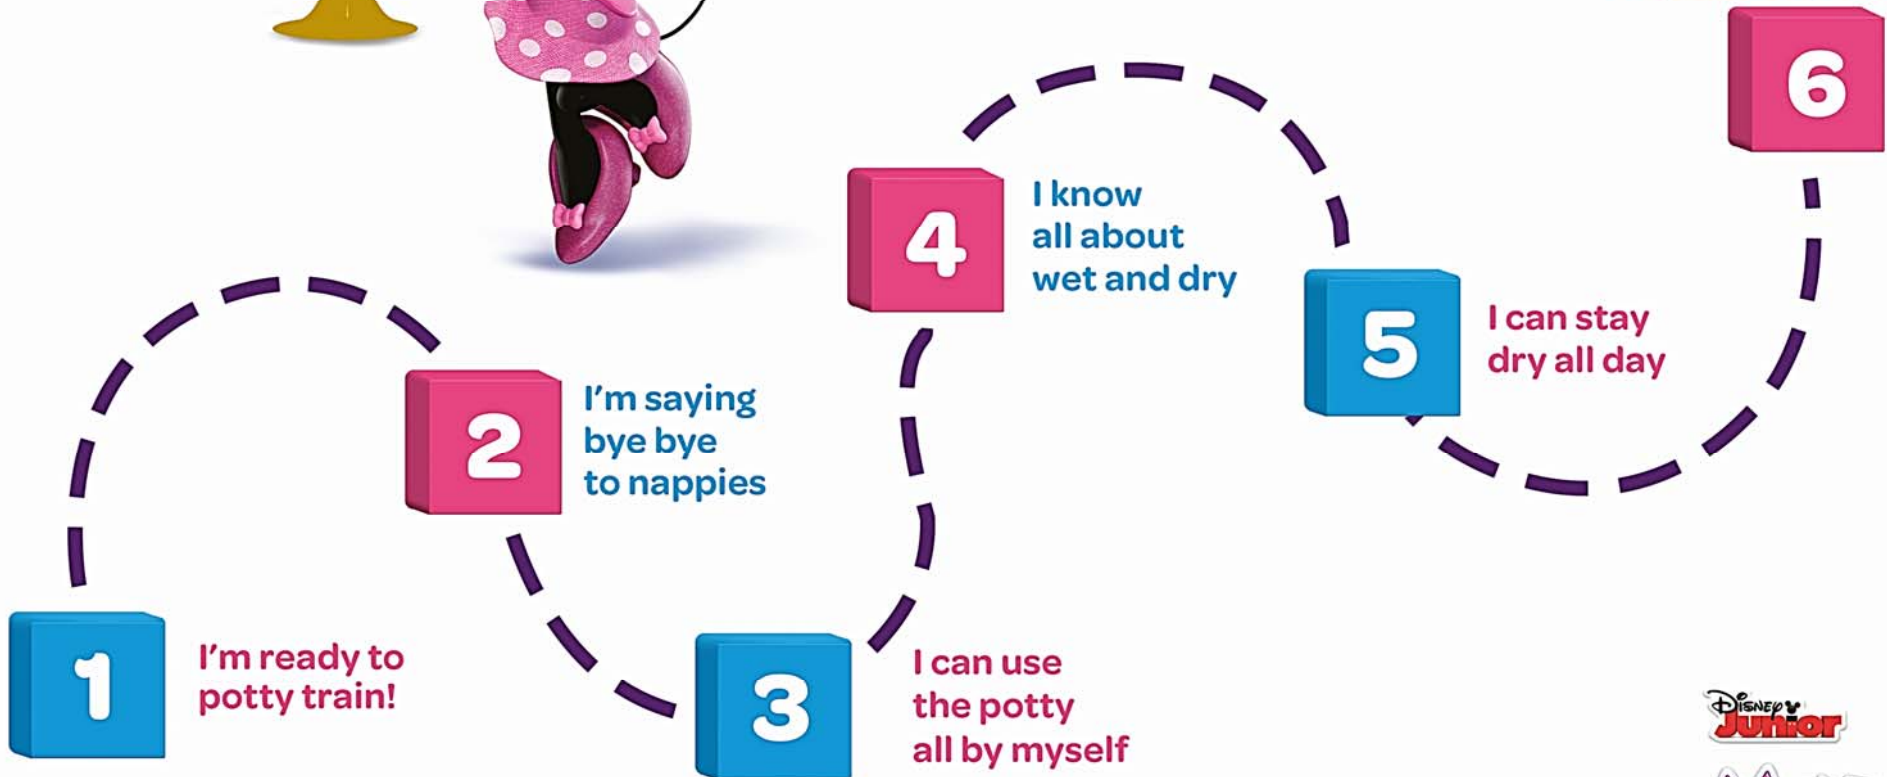 1
I'm ready to
potty train!
2
I'm saying
bye bye
to nappies
3
I can use
the potty
all by myself
4
I know
all about
wet and dry
5
I can stay
dry all day
6
Disney
Junior